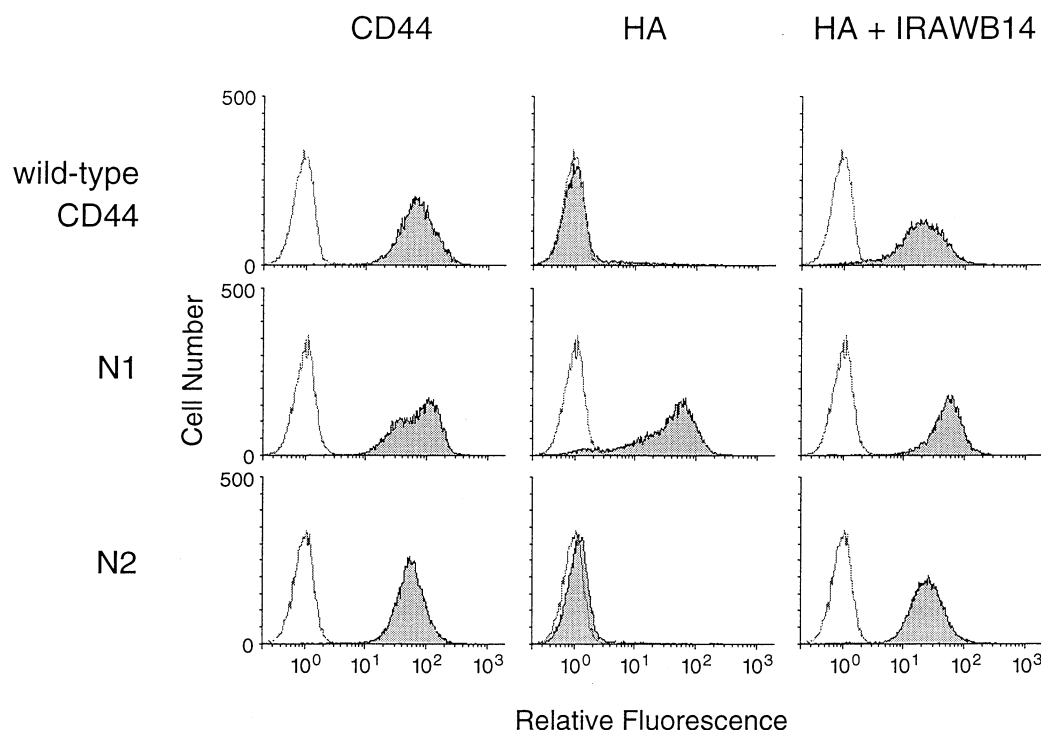 CD44 HA HA + IRAWB14
wild-type
CD44
N1
N2
Cell Number
500
0
500
0
500
0
10⁰ 10¹ 10² 10³ 10⁰ 10¹ 10² 10³ 10⁰ 10¹ 10² 10³
Relative Fluorescence